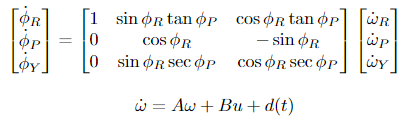 [ϕ̇_R] = [1 sin ϕ_R tan ϕ_P cos ϕ_R tan ϕ_P] [ω̇_R]
[ϕ̇_P] = [0 cos ϕ_R − sin ϕ_R] [ω̇_P]
[ϕ̇_Y] = [0 sin ϕ_R sec ϕ_P cos ϕ_R sec ϕ_P] [ω̇_Y]
ω̇ = Aω + Bu + d(t)